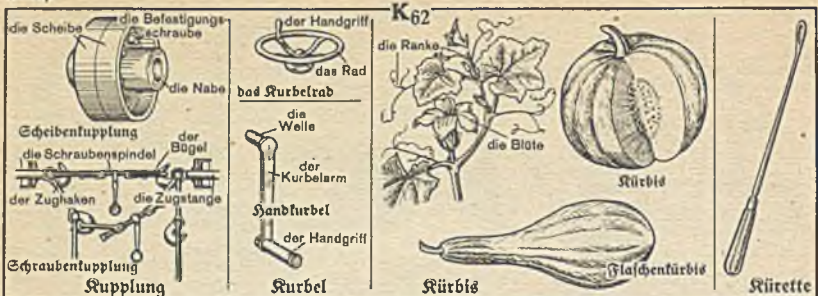 K62
die Scheibe
die Befestigungs-
schraube
die Nabe
Scheibenkupplung
die Schraubenspindel
der
Bügel
der Zughaken
die Zugstange
Schraubenkupplung
Kupplung
der Handgriff
das Rad
das Kurbelrad
die
Welle
der
Kurbelarm
Handkurbel
der Handgriff
Kurbel
die Ranke
die Blüte
Kürbis
Flaschenkürbis
Kürbis
Kürette